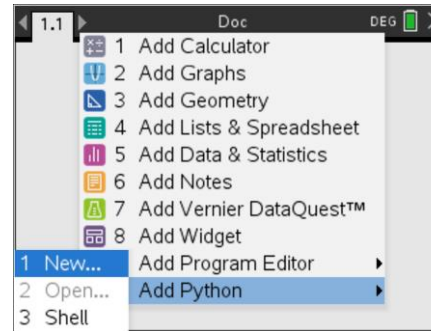 1.1 Doc DEG
1 Add Calculator
2 Add Graphs
3 Add Geometry
4 Add Lists & Spreadsheet
5 Add Data & Statistics
6 Add Notes
7 Add Vernier DataQuest™
8 Add Widget
Add Program Editor
Add Python
1 New...
2 Open...
3 Shell